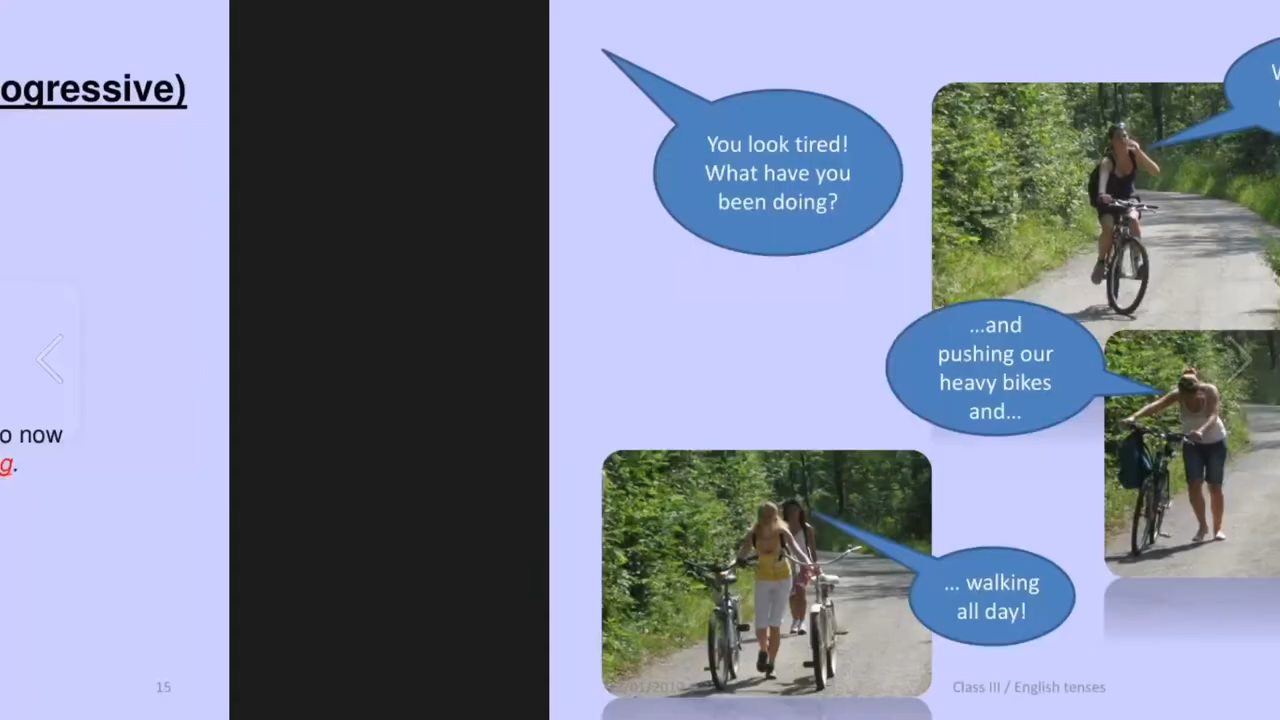 ogressive)
o now
g.
15
You look tired!
What have you
been doing?
W
…and
pushing our
heavy bikes
and…
… walking
all day!
Class III / English tenses